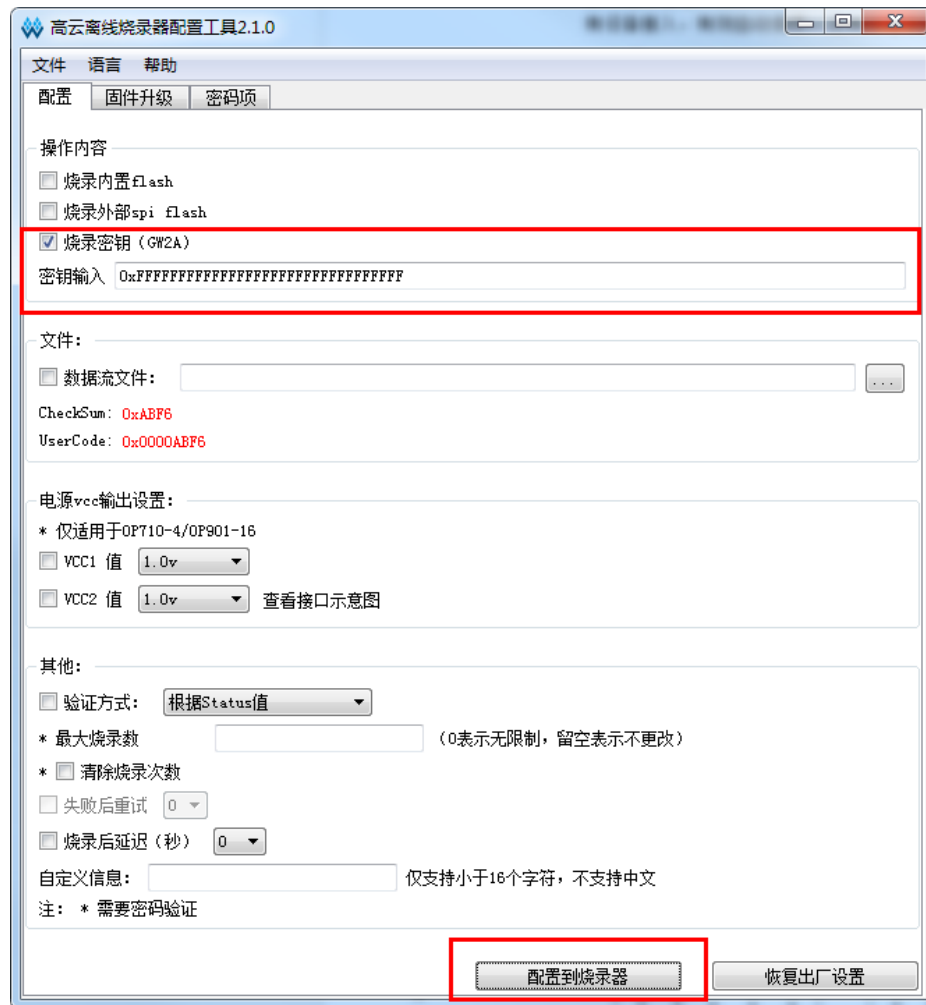 高云离线烧录器配置工具2.1.0
文件 语言 帮助
配置 固件升级 密码项
操作内容
烧录内置flash
烧录外部spi flash
烧录密钥(GW2A)
密钥输入 0xFFFFFFFFFFFFFFFFFFFFFFFFFFFFFFFF
文件:
数据流文件: ...
CheckSum: 0xABF6
UserCode: 0x0000ABF6
电源vcc输出设置:
* 仅适用于OP710-4/OP901-16
VCC1 值 1.0v
VCC2 值 1.0v 查看接口示意图
其他:
验证方式: 根据Status值
* 最大烧录数 (0表示无限制,留空表示不更改)
* 清除烧录次数
失败后重试 0
烧录后延迟(秒) 0
自定义信息: 仅支持小于16个字符,不支持中文
注: * 需要密码验证
配置到烧录器 恢复出厂设置